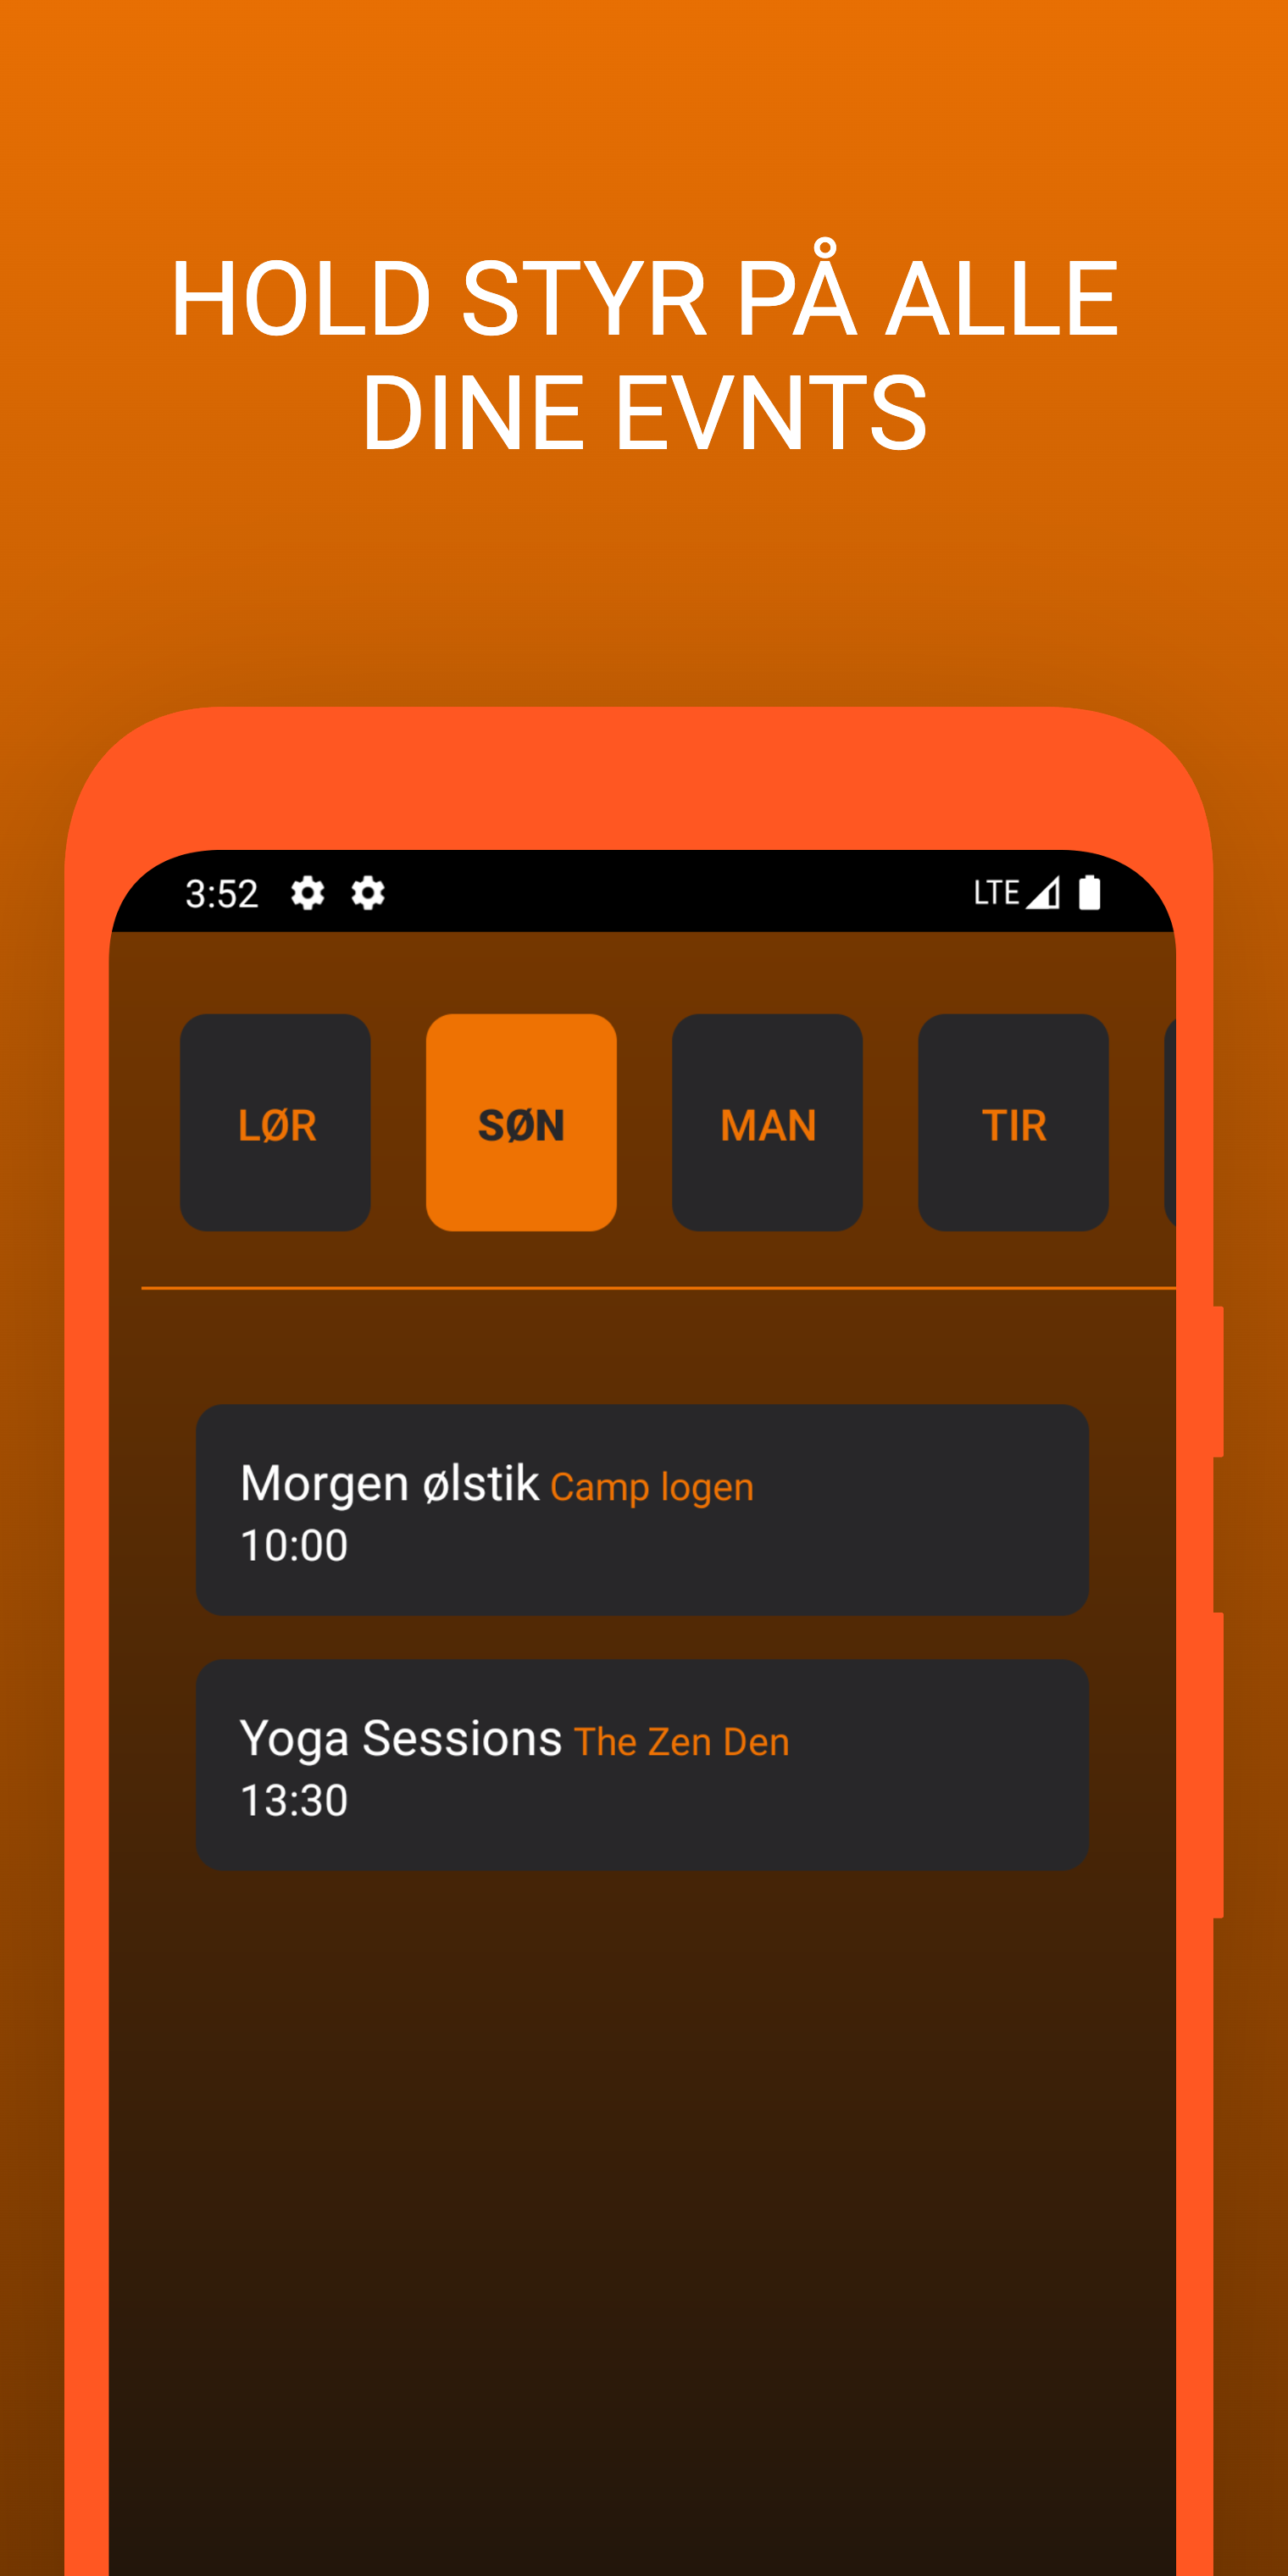 HOLD STYR PÅ ALLE
DINE EVNTS
3:52 LTE
LØR SØN MAN TIR
Morgen ølstik Camp logen
10:00
Yoga Sessions The Zen Den
13:30